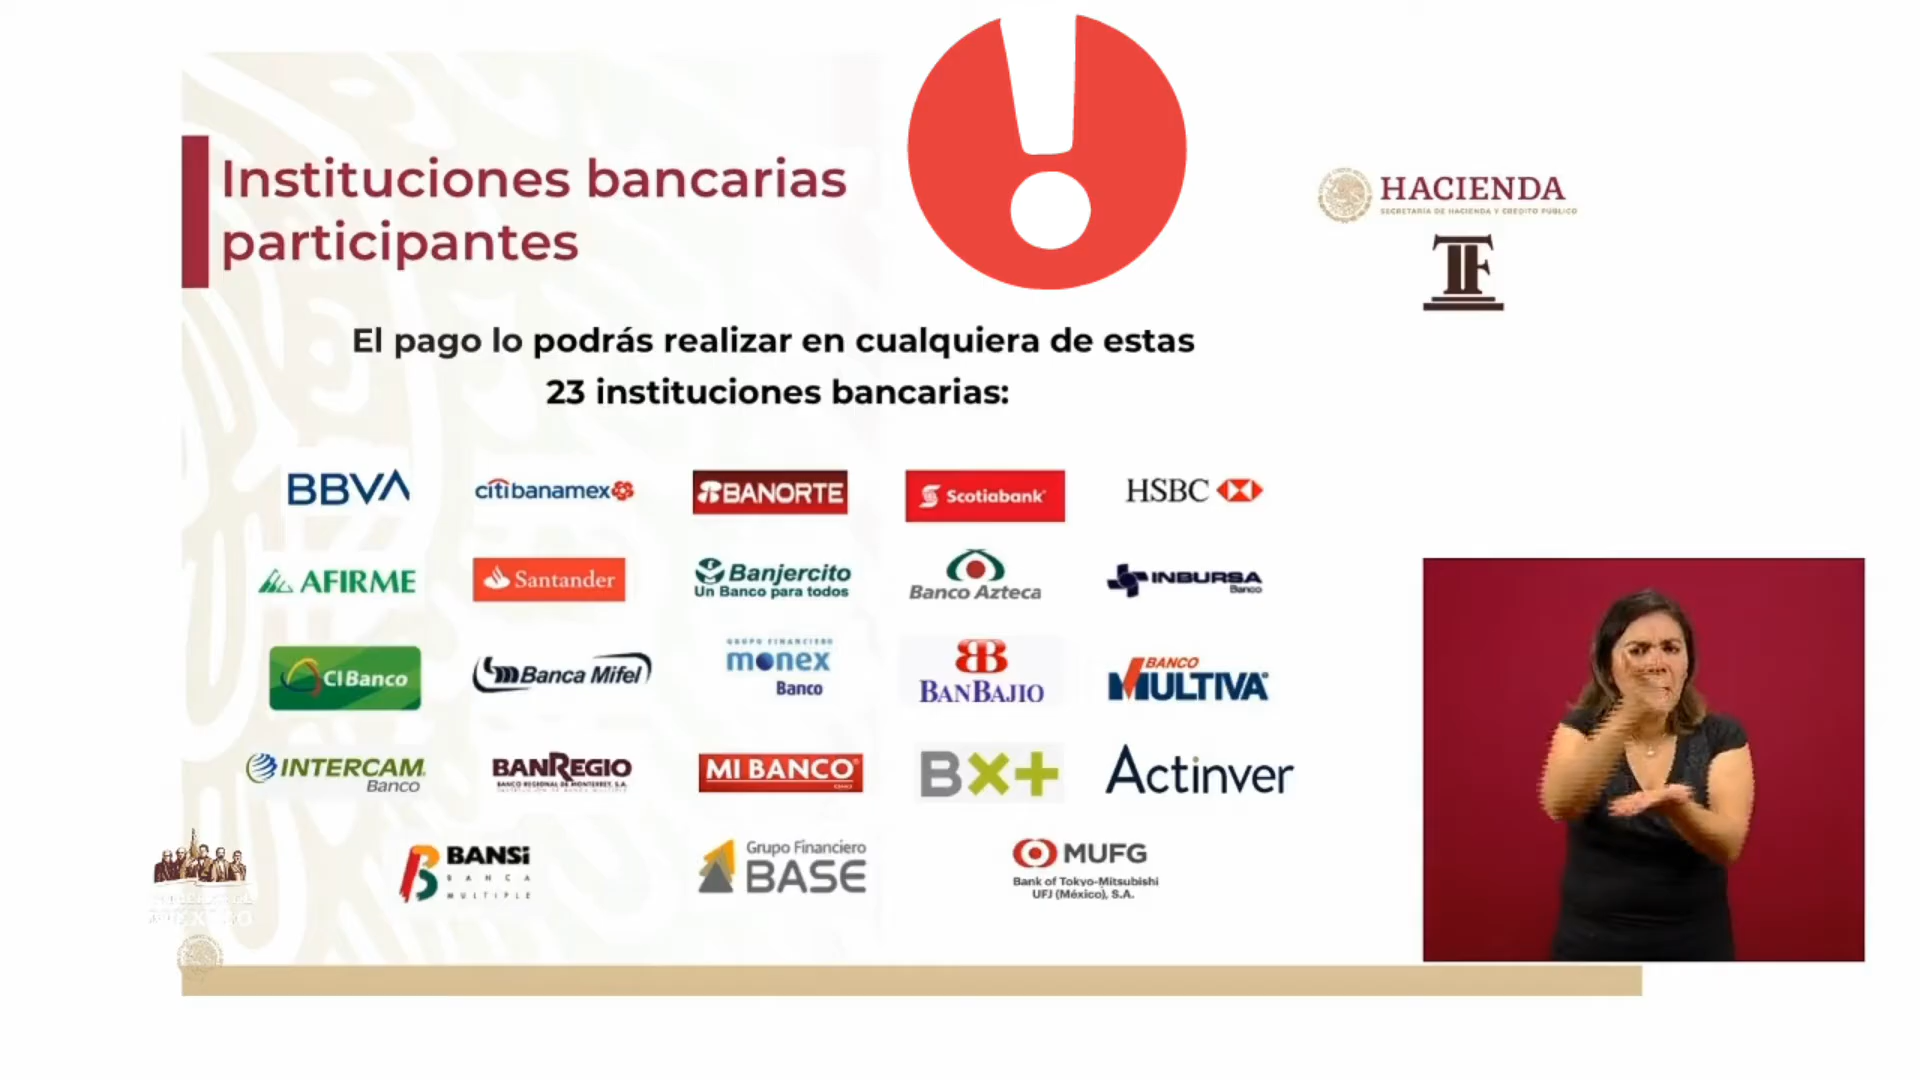 Instituciones bancarias
participantes
HACIENDA
SECRETARÍA DE HACIENDA Y CRÉDITO PÚBLICO
TF
El pago lo podrás realizar en cualquiera de estas
23 instituciones bancarias:
BBVA
citibanamex
BANORTE
Scotiabank
HSBC
AFIRME
Santander
Banjercito
Un Banco para todos
Banco Azteca
INBURSA
Banco
CIBanco
Banca Mifel
GRUPO FINANCIERO
monex
Banco
BANBAJIO
BANCO
MULTIVA
INTERCAM
Banco
BANREGIO
BANCO REGIONAL DE MONTERREY, S.A.
MI BANCO
BX+
Actinver
BANSi
BANCA
MULTIPLE
Grupo Financiero
BASE
MUFG
Bank of Tokyo-Mitsubishi
UFJ (México), S.A.
MÉXICO